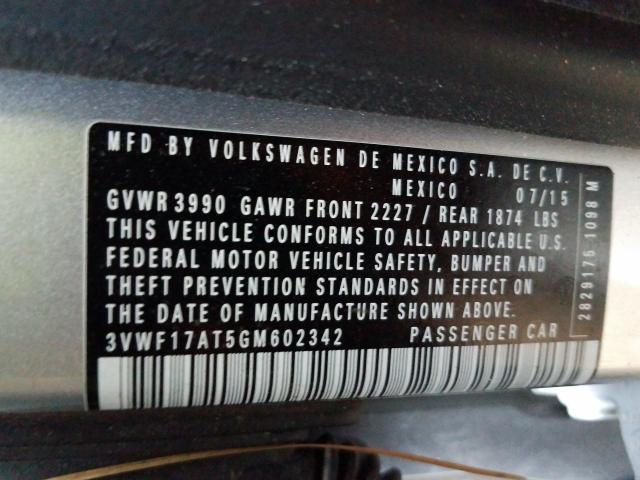 MFD BY VOLKSWAGEN DE MEXICO S.A. DE C.V.
MEXICO 07/15
GVWR 3990 GAWR FRONT 2227 / REAR 1874 LBS
THIS VEHICLE CONFORMS TO ALL APPLICABLE U.S.
FEDERAL MOTOR VEHICLE SAFETY, BUMPER AND
THEFT PREVENTION STANDARDS IN EFFECT ON
THE DATE OF MANUFACTURE SHOWN ABOVE.
3VWF17AT5GM602342 PASSENGER CAR
2829176 1098 M